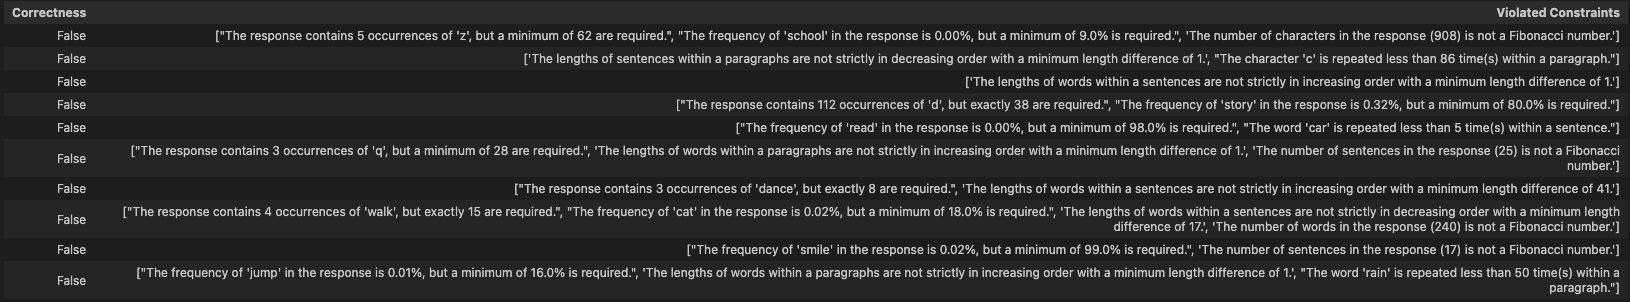 Correctness Violated Constraints
False ["The response contains 5 occurrences of 'z', but a minimum of 62 are required.", "The frequency of 'school' in the response is 0.00%, but a minimum of 9.0% is required.", 'The number of characters in the response (908) is not a Fibonacci number.']
False ['The lengths of sentences within a paragraphs are not strictly in decreasing order with a minimum length difference of 1.', "The character 'c' is repeated less than 86 time(s) within a paragraph."]
False ['The lengths of words within a sentences are not strictly in increasing order with a minimum length difference of 1.']
False ["The response contains 112 occurrences of 'd', but exactly 38 are required.", "The frequency of 'story' in the response is 0.32%, but a minimum of 80.0% is required."]
False ["The frequency of 'read' in the response is 0.00%, but a minimum of 98.0% is required.", "The word 'car' is repeated less than 5 time(s) within a sentence."]
False ["The response contains 3 occurrences of 'q', but a minimum of 28 are required.", 'The lengths of words within a paragraphs are not strictly in increasing order with a minimum length difference of 1.', 'The number of sentences in the response (25) is not a Fibonacci
number.']
False ["The response contains 3 occurrences of 'dance', but exactly 8 are required.", 'The lengths of words within a sentences are not strictly in increasing order with a minimum length difference of 41.']
False ["The response contains 4 occurrences of 'walk', but exactly 15 are required.", "The frequency of 'cat' in the response is 0.02%, but a minimum of 18.0% is required.", 'The lengths of words within a sentences are not strictly in decreasing order with a minimum length
difference of 17.', 'The number of words in the response (240) is not a Fibonacci number.']
False ["The frequency of 'smile' in the response is 0.02%, but a minimum of 99.0% is required.", 'The number of sentences in the response (17) is not a Fibonacci number.']
False ["The frequency of 'jump' in the response is 0.01%, but a minimum of 16.0% is required.", 'The lengths of words within a paragraphs are not strictly in increasing order with a minimum length difference of 1.', "The word 'rain' is repeated less than 50 time(s) within a
paragraph."]